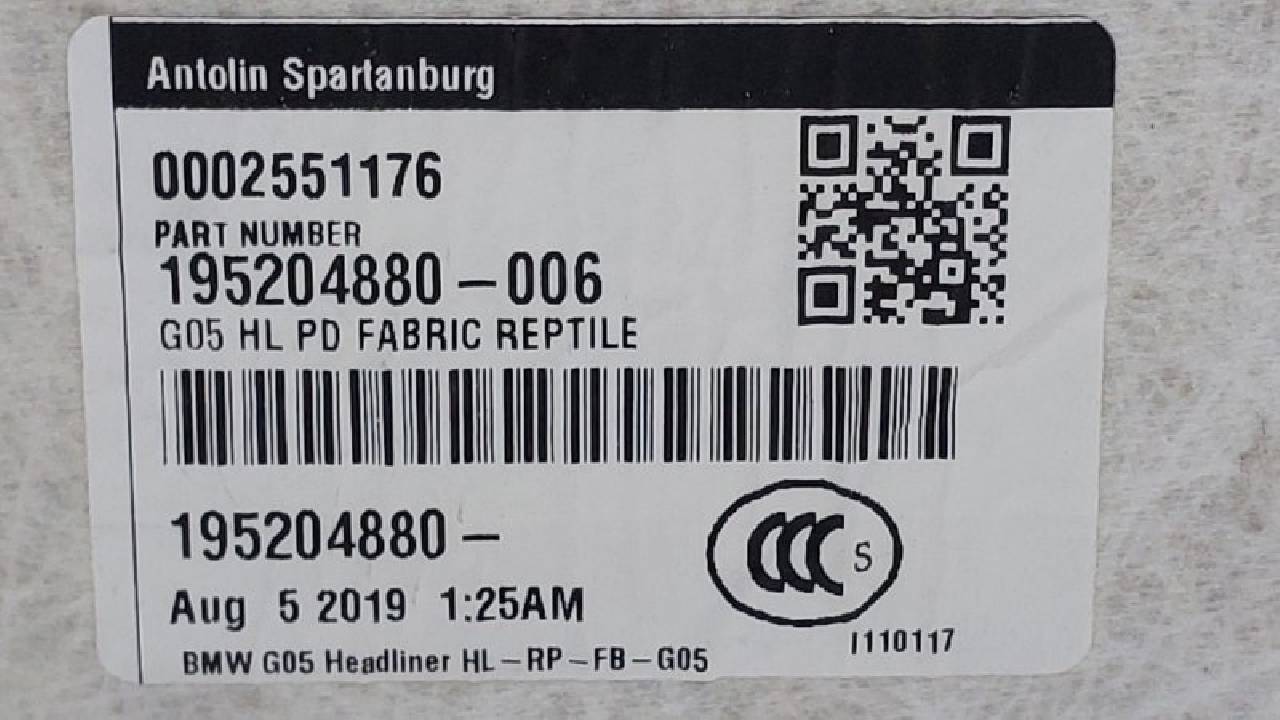 Antolin Spartanburg
0002551176
PART NUMBER
195204880-006
G05 HL PD FABRIC REPTILE
195204880-
CCC S
Aug 5 2019 1:25AM
I110117
BMW G05 Headliner HL-RP-FB-G05